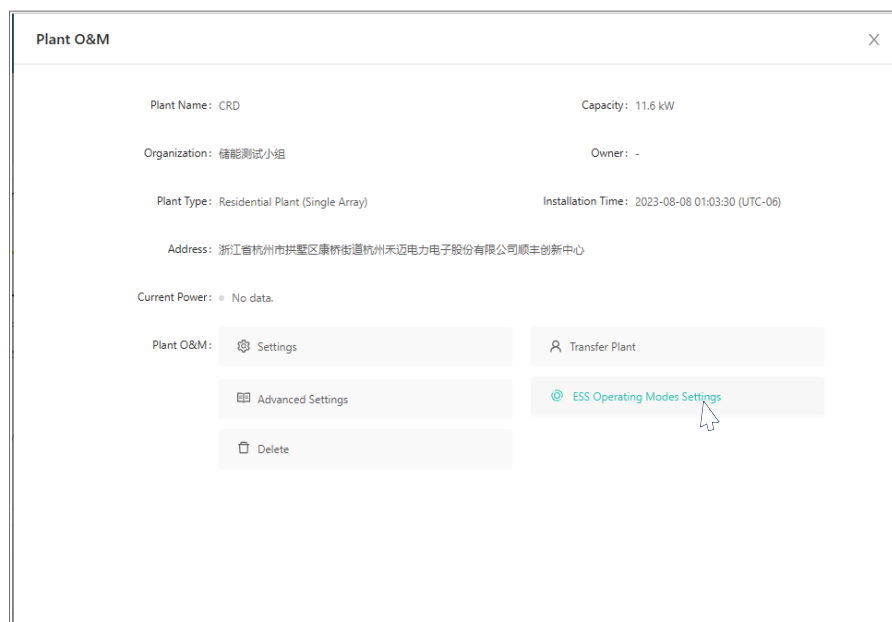 Plant O&M
Plant Name: CRD
Capacity: 11.6 kW
Organization: 储能测试小组
Owner: -
Plant Type: Residential Plant (Single Array)
Installation Time: 2023-08-08 01:03:30 (UTC-06)
Address: 浙江省杭州市拱墅区康桥街道杭州禾迈电力电子股份有限公司顺丰创新中心
Current Power: No data.
Plant O&M:
Settings
Transfer Plant
Advanced Settings
ESS Operating Modes Settings
Delete